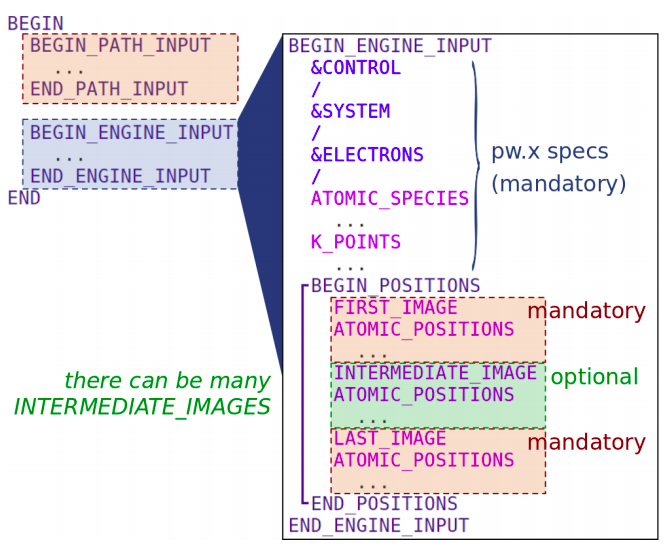 BEGIN
BEGIN_PATH_INPUT
...
END_PATH_INPUT
BEGIN_ENGINE_INPUT
...
END_ENGINE_INPUT
END
BEGIN_ENGINE_INPUT
&CONTROL
/
&SYSTEM
/
&ELECTRONS
/
ATOMIC_SPECIES
...
K_POINTS
...
pw.x specs
(mandatory)
BEGIN_POSITIONS
FIRST_IMAGE mandatory
ATOMIC_POSITIONS
...
INTERMEDIATE_IMAGE optional
ATOMIC_POSITIONS
...
LAST_IMAGE mandatory
ATOMIC_POSITIONS
...
END_POSITIONS
END_ENGINE_INPUT
there can be many
INTERMEDIATE_IMAGES